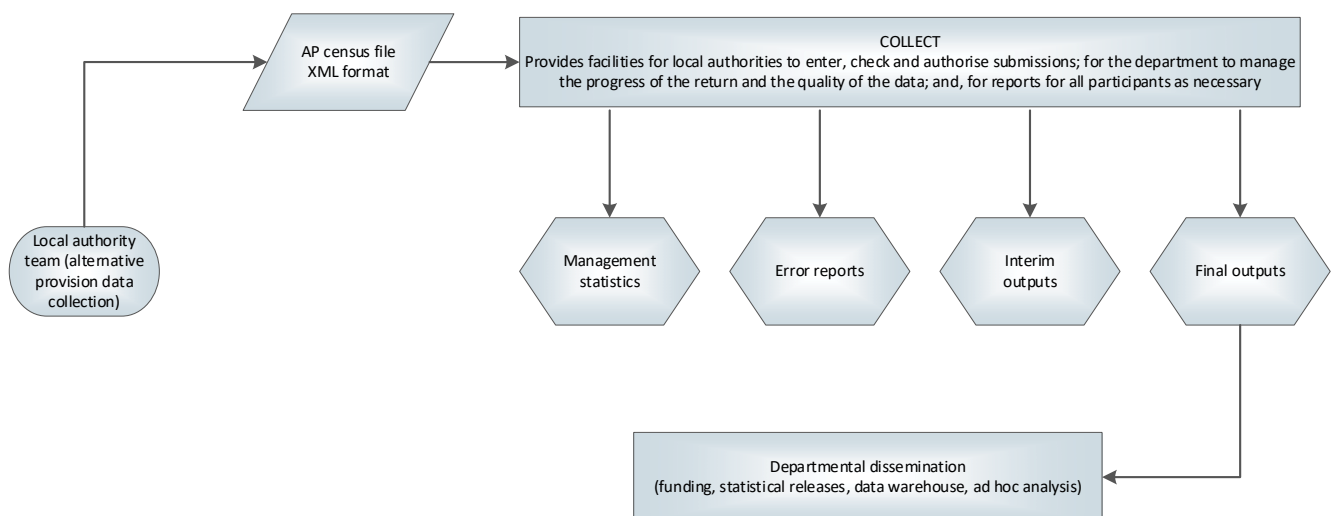 AP census file
XML format
COLLECT
Provides facilities for local authorities to enter, check and authorise submissions; for the department to manage
the progress of the return and the quality of the data; and, for reports for all participants as necessary
Local authority
team (alternative
provision data
collection)
Management
statistics
Error reports
Interim
outputs
Final outputs
Departmental dissemination
(funding, statistical releases, data warehouse, ad hoc analysis)